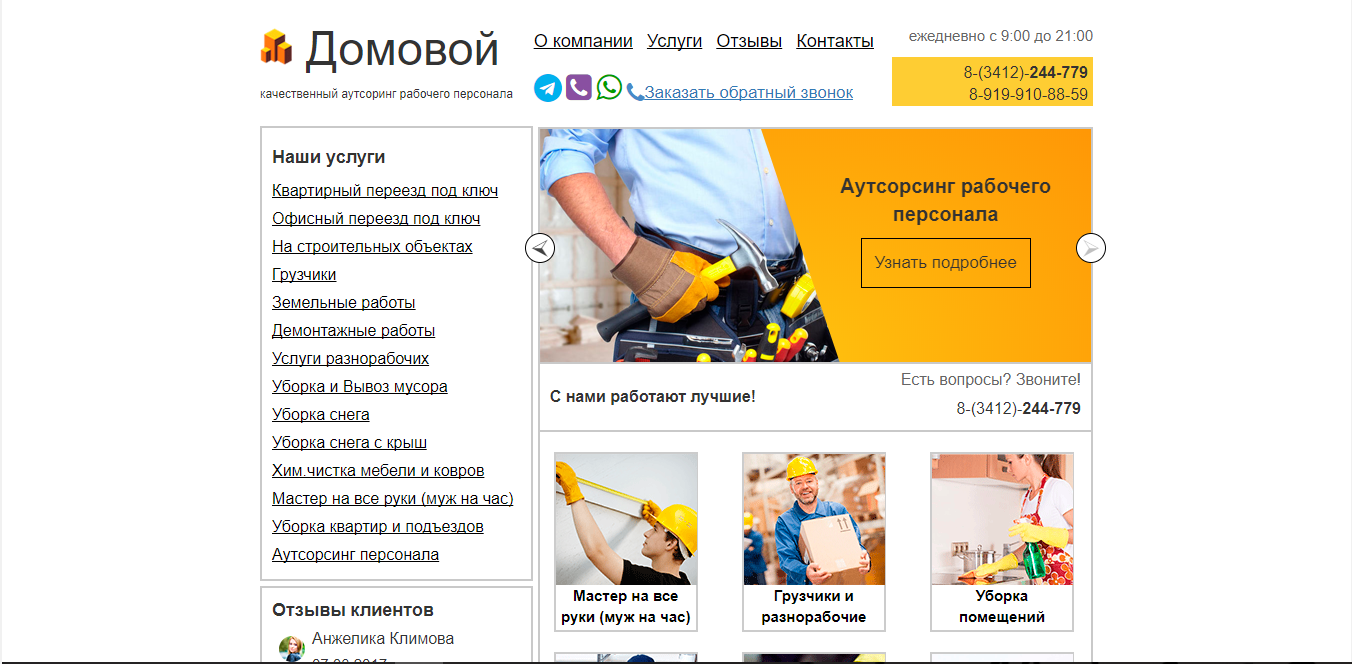 Домовой
качественный аутсоринг рабочего персонала
О компании Услуги Отзывы Контакты
Заказать обратный звонок
ежедневно с 9:00 до 21:00
8-(3412)-244-779
8-919-910-88-59
Наши услуги
Квартирный переезд под ключ
Офисный переезд под ключ
На строительных объектах
Грузчики
Земельные работы
Демонтажные работы
Услуги разнорабочих
Уборка и Вывоз мусора
Уборка снега
Уборка снега с крыш
Хим.чистка мебели и ковров
Мастер на все руки (муж на час)
Уборка квартир и подъездов
Аутсорсинг персонала
Отзывы клиентов
Анжелика Климова
Аутсорсинг рабочего
персонала
Узнать подробнее
С нами работают лучшие!
Есть вопросы? Звоните!
8-(3412)-244-779
Мастер на все
руки (муж на час)
Грузчики и
разнорабочие
Уборка
помещений